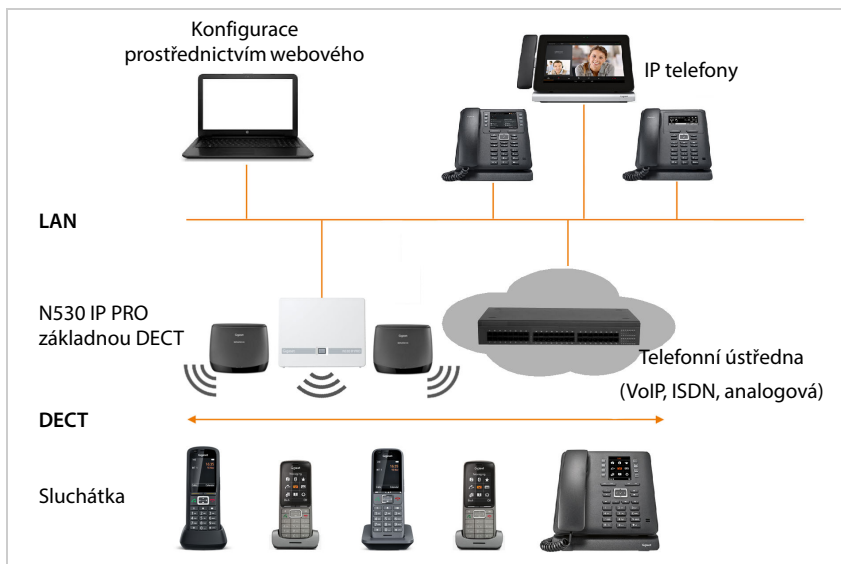 Konfigurace
prostřednictvím webového
IP telefony
LAN
N530 IP PRO
základnou DECT
Telefonní ústředna
(VoIP, ISDN, analogová)
DECT
Sluchátka